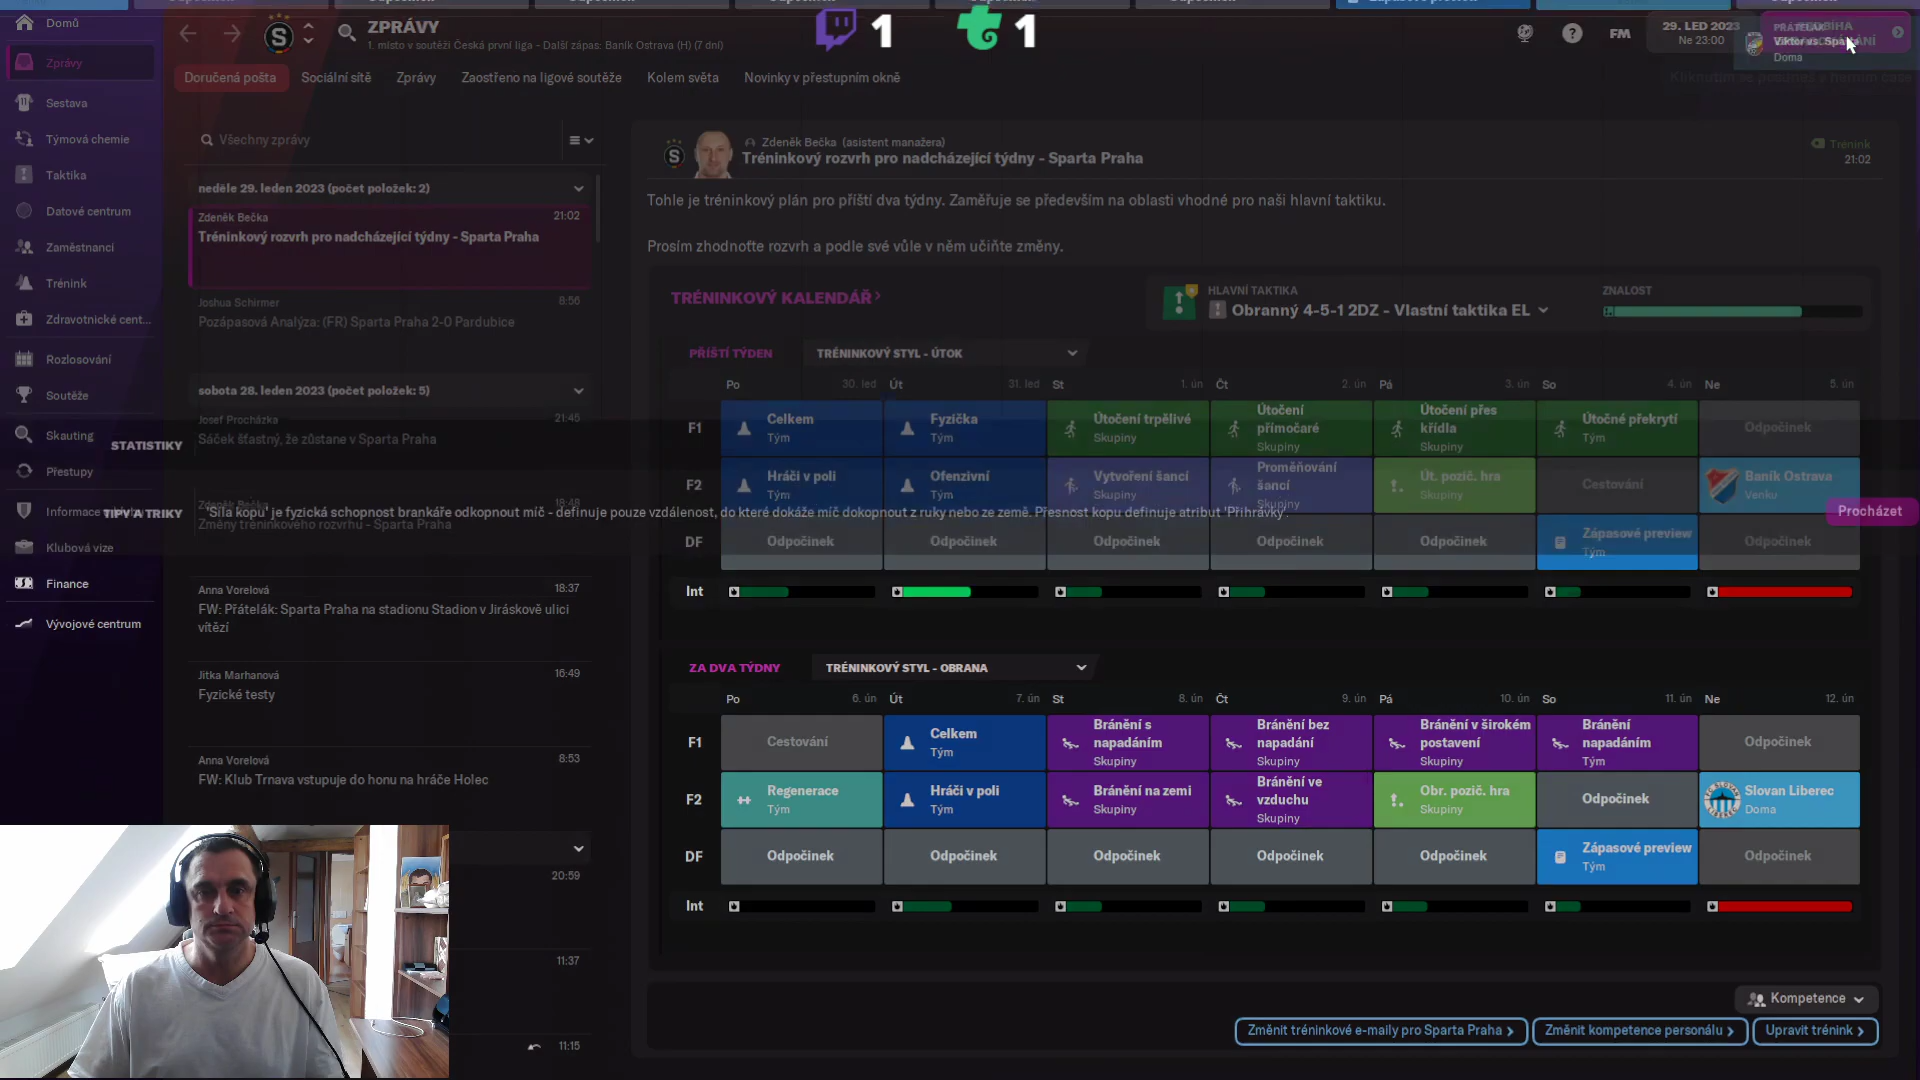 Domů
ZPRÁVY
1. místo v soutěži Česká první liga - Další zápas: Baník Ostrava (H) (7 dní)
1
1
FM
29. LED 2023
Ne 23:00
Doma
Zprávy
Doručená pošta
Sociální sítě
Zprávy
Zaostřeno na ligové soutěže
Kolem světa
Novinky v přestupním okně
Sestava
Týmová chemie
Taktika
Datové centrum
Zaměstnanci
Trénink
Zdravotnické cent...
Rozlosování
Soutěže
Skauting
Přestupy
Klubová vize
Finance
Vývojové centrum
Všechny zprávy
neděle 29. leden 2023 (počet položek: 2)
Zdeněk Bečka
21:02
Tréninkový rozvrh pro nadcházející týdny - Sparta Praha
Joshua Schirmer
8:56
Pozápasová Analýza: (FR) Sparta Praha 2-0 Pardubice
sobota 28. leden 2023 (počet položek: 5)
Josef Procházka
21:45
Sáček šťastný, že zůstane v Sparta Praha
STATISTIKY
Zdeněk Bečka
18:48
Změny tréninkového rozvrhu - Sparta Praha
TIPY A TRIKY
'Síla kopu' je fyzická schopnost brankáře odkopnout míč - definuje pouze vzdálenost, do které dokáže míč dokopnout z ruky nebo ze země. Přesnost kopu definuje atribut 'Přihrávky'.
Procházet
Anna Vorelová
18:37
FW: Přátelák: Sparta Praha na stadionu Stadion v Jiráskově ulici
vítězí
Jitka Marhanová
16:49
Fyzické testy
Anna Vorelová
8:53
FW: Klub Trnava vstupuje do honu na hráče Holec
20:59
11:37
11:15
Zdeněk Bečka (asistent manažera)
Tréninkový rozvrh pro nadcházející týdny - Sparta Praha
Trénink
21:02
Tohle je tréninkový plán pro příští dva týdny. Zaměřuje se především na oblasti vhodné pro naši hlavní taktiku.
Prosím zhodnoťte rozvrh a podle své vůle v něm učiňte změny.
TRÉNINKOVÝ KALENDÁŘ
HLAVNÍ TAKTIKA
Obranný 4-5-1 2DZ - Vlastní taktika EL
ZNALOST
PŘÍŠTÍ TÝDEN
TRÉNINKOVÝ STYL - ÚTOK
Po 30. led Út 31. led St 1. ún Čt 2. ún Pá 3. ún So 4. ún Ne 5. ún
F1
Celkem
Tým
Fyzička
Tým
Útočení trpělivé
Skupiny
Útočení
přímočaré
Skupiny
Útočení přes
křídla
Skupiny
Útočné překrytí
Tým
Odpočinek
F2
Hráči v poli
Tým
Ofenzivní
Tým
Vytvoření šancí
Skupiny
Proměňování
šancí
Skupiny
Út. pozič. hra
Skupiny
Cestování
Baník Ostrava
Venku
DF
Odpočinek
Odpočinek
Odpočinek
Odpočinek
Odpočinek
Zápasové preview
Tým
Odpočinek
Int
ZA DVA TÝDNY
TRÉNINKOVÝ STYL - OBRANA
Po 6. ún Út 7. ún St 8. ún Čt 9. ún Pá 10. ún So 11. ún Ne 12. ún
F1
Cestování
Celkem
Tým
Bránění s
napadáním
Skupiny
Bránění bez
napadání
Skupiny
Bránění v širokém
postavení
Skupiny
Bránění
napadáním
Tým
Odpočinek
F2
Regenerace
Tým
Hráči v poli
Tým
Bránění na zemi
Skupiny
Bránění ve
vzduchu
Skupiny
Obr. pozič. hra
Skupiny
Odpočinek
Slovan Liberec
Doma
DF
Odpočinek
Odpočinek
Odpočinek
Odpočinek
Odpočinek
Zápasové preview
Tým
Odpočinek
Int
Kompetence
Změnit tréninkové e-maily pro Sparta Praha
Změnit kompetence personálu
Upravit trénink